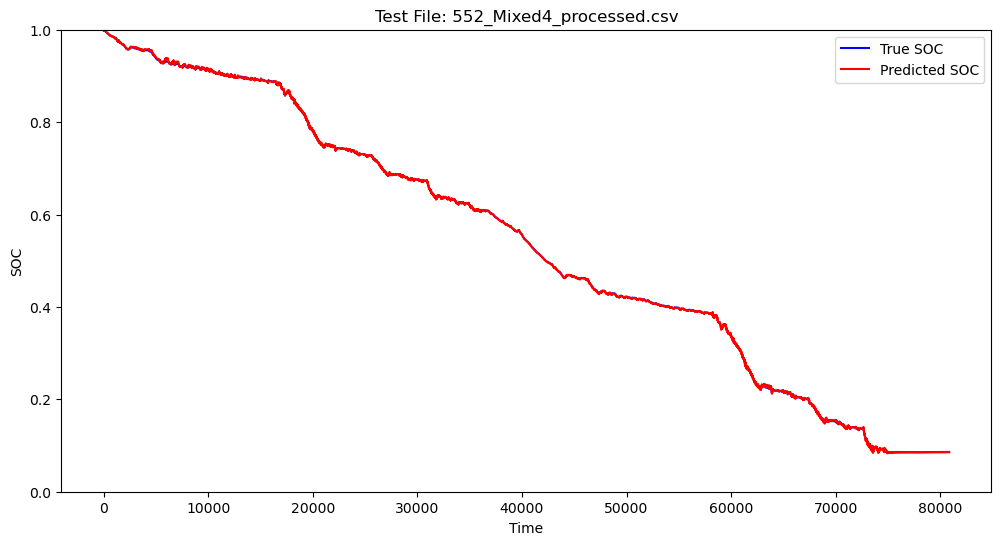 Test File: 552_Mixed4_processed.csv
True SOC
Predicted SOC
SOC
1.0
0.8
0.6
0.4
0.2
0.0
0 10000 20000 30000 40000 50000 60000 70000 80000
Time